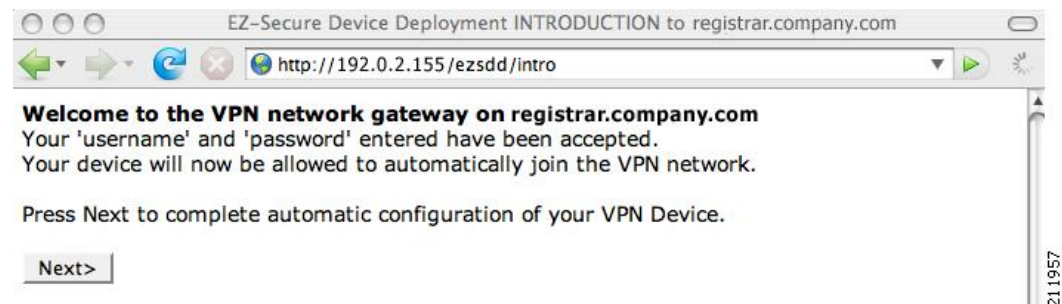 EZ-Secure Device Deployment INTRODUCTION to registrar.company.com
http://192.0.2.155/ezsdd/intro
Welcome to the VPN network gateway on registrar.company.com
Your 'username' and 'password' entered have been accepted.
Your device will now be allowed to automatically join the VPN network.
Press Next to complete automatic configuration of your VPN Device.
Next>
211957